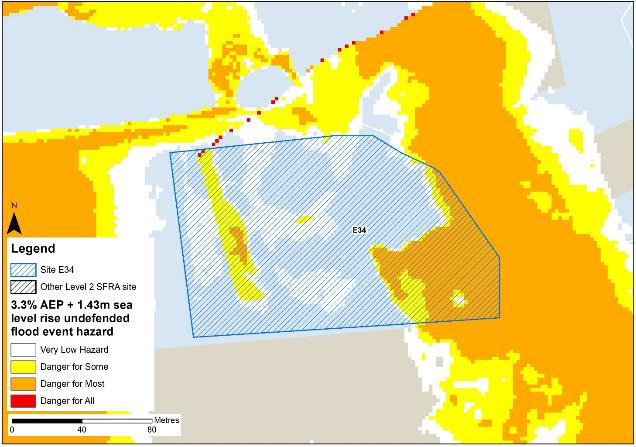 E34
N
Legend
Site E34
Other Level 2 SFRA site
3.3% AEP + 1.43m sea
level rise undefended
flood event hazard
Very Low Hazard
Danger for Some
Danger for Most
Danger for All
Metres
0 40 80